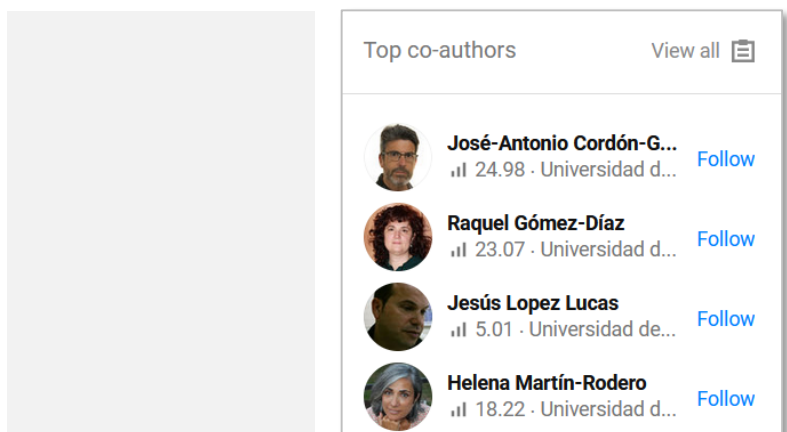 Top co-authors View all
José-Antonio Cordón-G...
24.98 · Universidad d...
Follow
Raquel Gómez-Díaz
23.07 · Universidad d...
Follow
Jesús Lopez Lucas
5.01 · Universidad de...
Follow
Helena Martín-Rodero
18.22 · Universidad d...
Follow